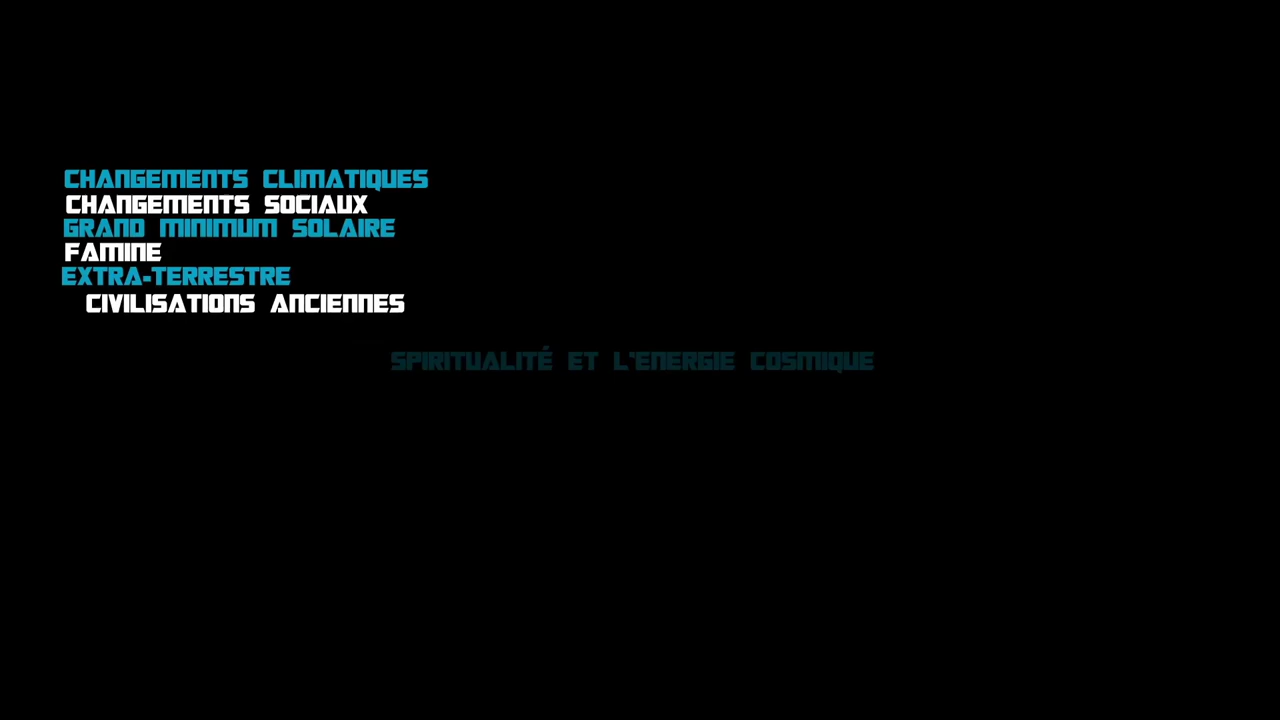 CHANGEMENTS CLIMATIQUES
CHANGEMENTS SOCIAUX
GRAND MINIMUM SOLAIRE
FAMINE
EXTRA-TERRESTRE
CIVILISATIONS ANCIENNES
SPIRITUALITÉ ET L'ENERGIE COSMIQUE